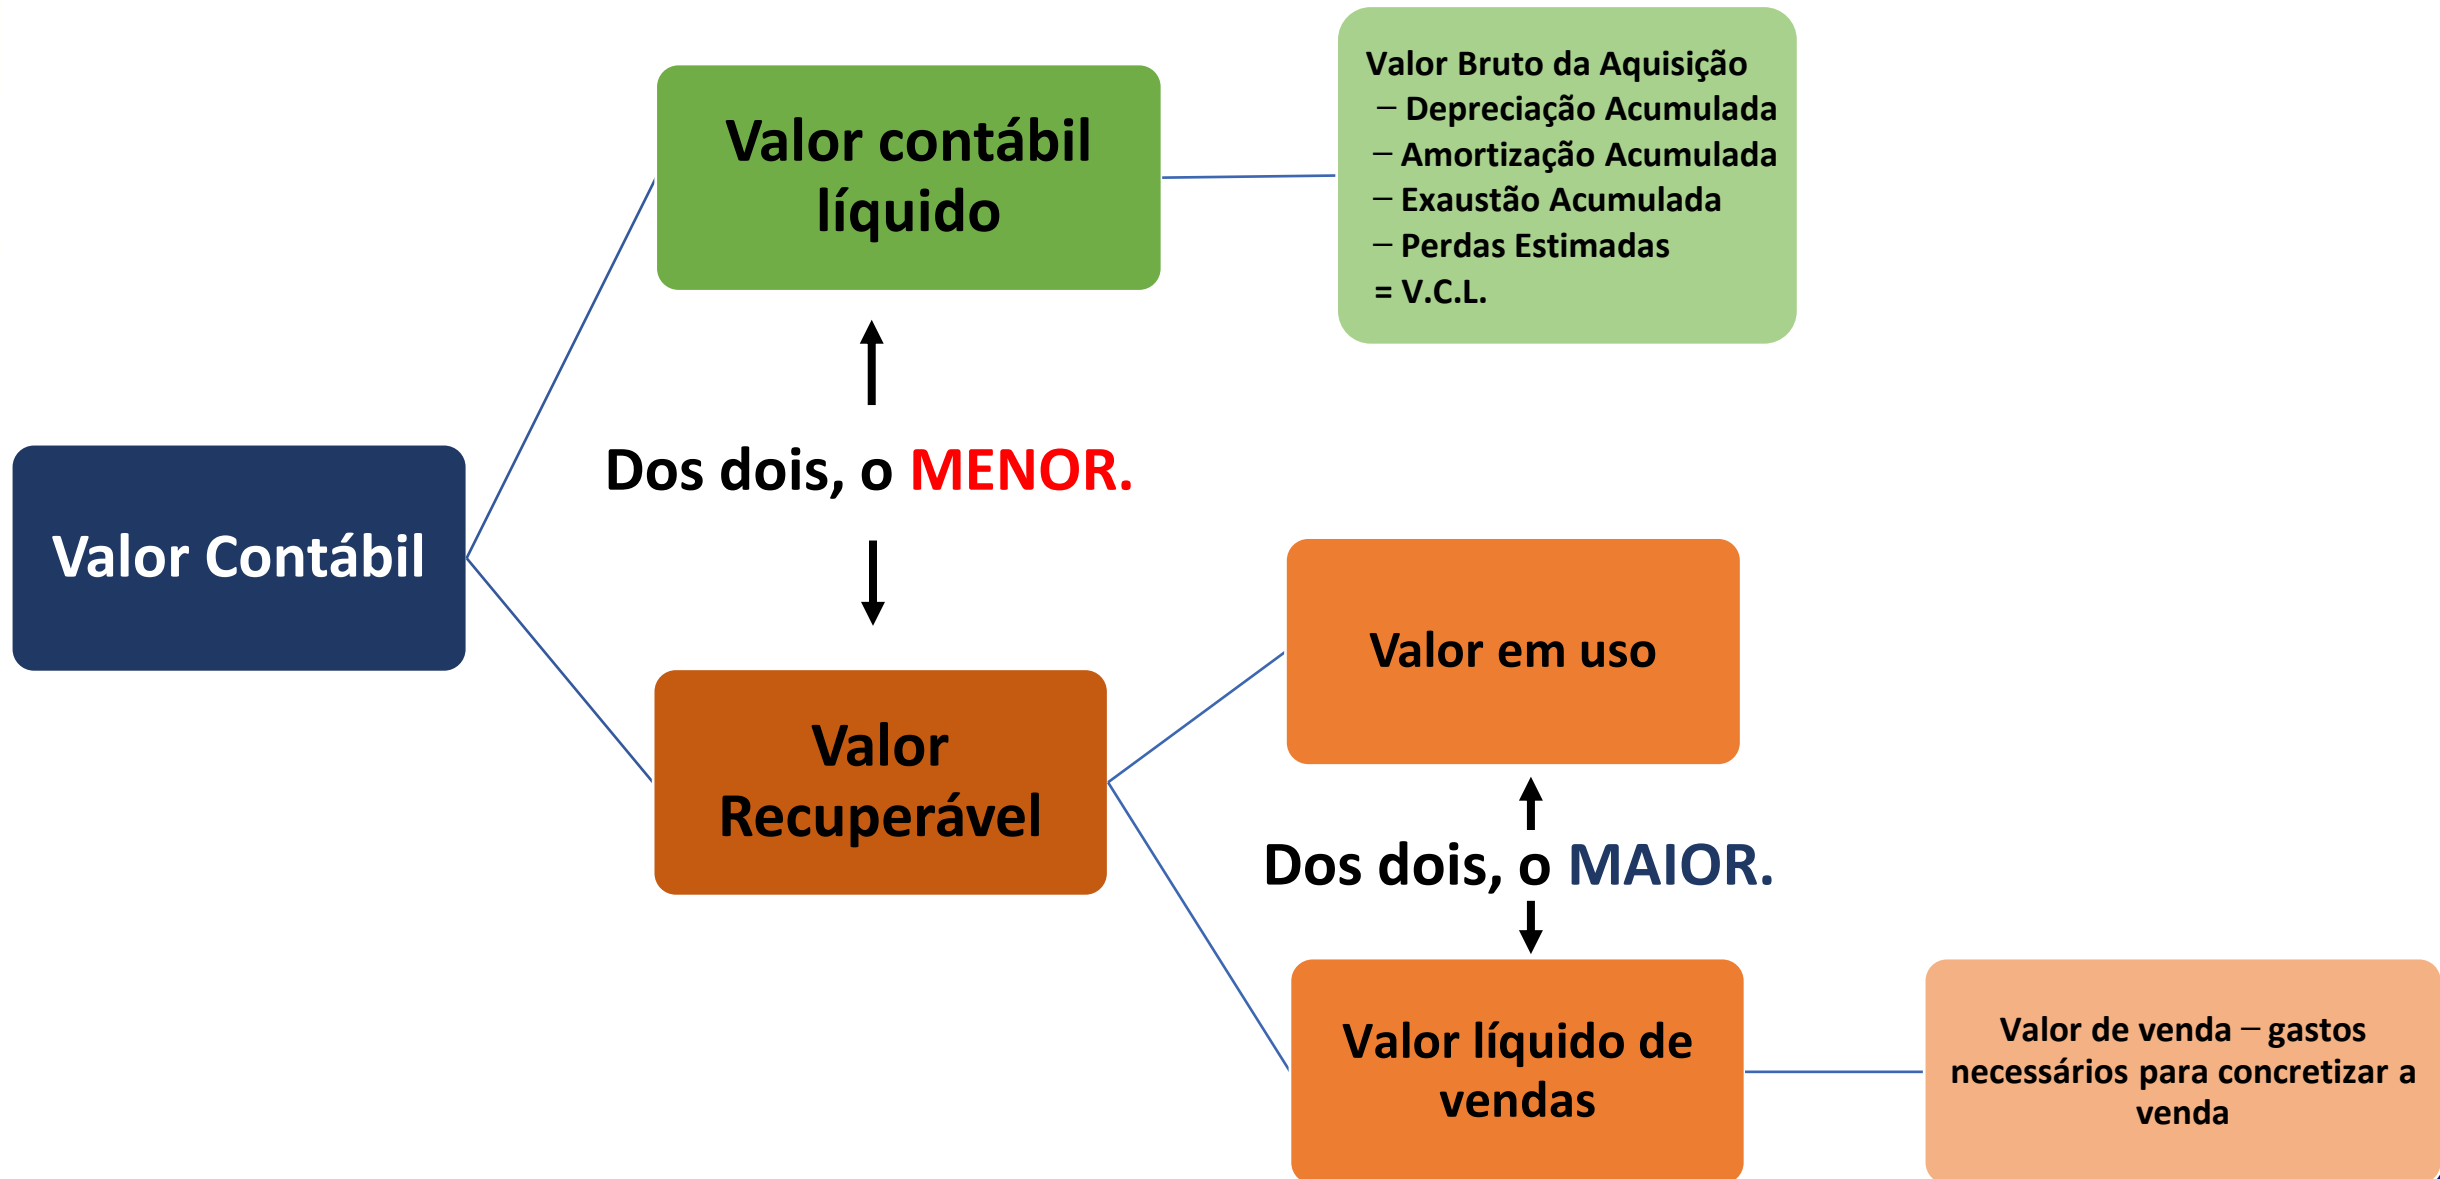 Valor Bruto da Aquisição
– Depreciação Acumulada
– Amortização Acumulada
– Exaustão Acumulada
– Perdas Estimadas
= V.C.L.
Valor contábil
líquido
Dos dois, o MENOR.
Valor Contábil
Valor em uso
Valor
Recuperável
Dos dois, o MAIOR.
Valor líquido de
vendas
Valor de venda – gastos
necessários para concretizar a
venda